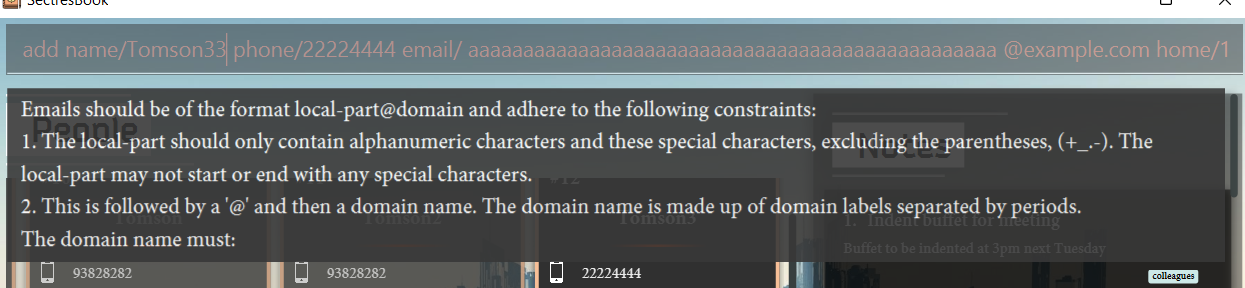 SectresBook
add name/Tomson33 phone/22224444 email/ aaaaaaaaaaaaaaaaaaaaaaaaaaaaaaaaaaaaaaaaaaaaaaaa @example.com home/1
Emails should be of the format local-part@domain and adhere to the following constraints:
1. The local-part should only contain alphanumeric characters and these special characters, excluding the parentheses, (+_.-). The
local-part may not start or end with any special characters.
2. This is followed by a '@' and then a domain name. The domain name is made up of domain labels separated by periods.
The domain name must:
People
Notes
#12
Tomson
Tomson2
Tomson3
1. Indent buffet for meeting
Buffet to be indented at 3pm next Tuesday
93828282
93828282
22224444
colleagues